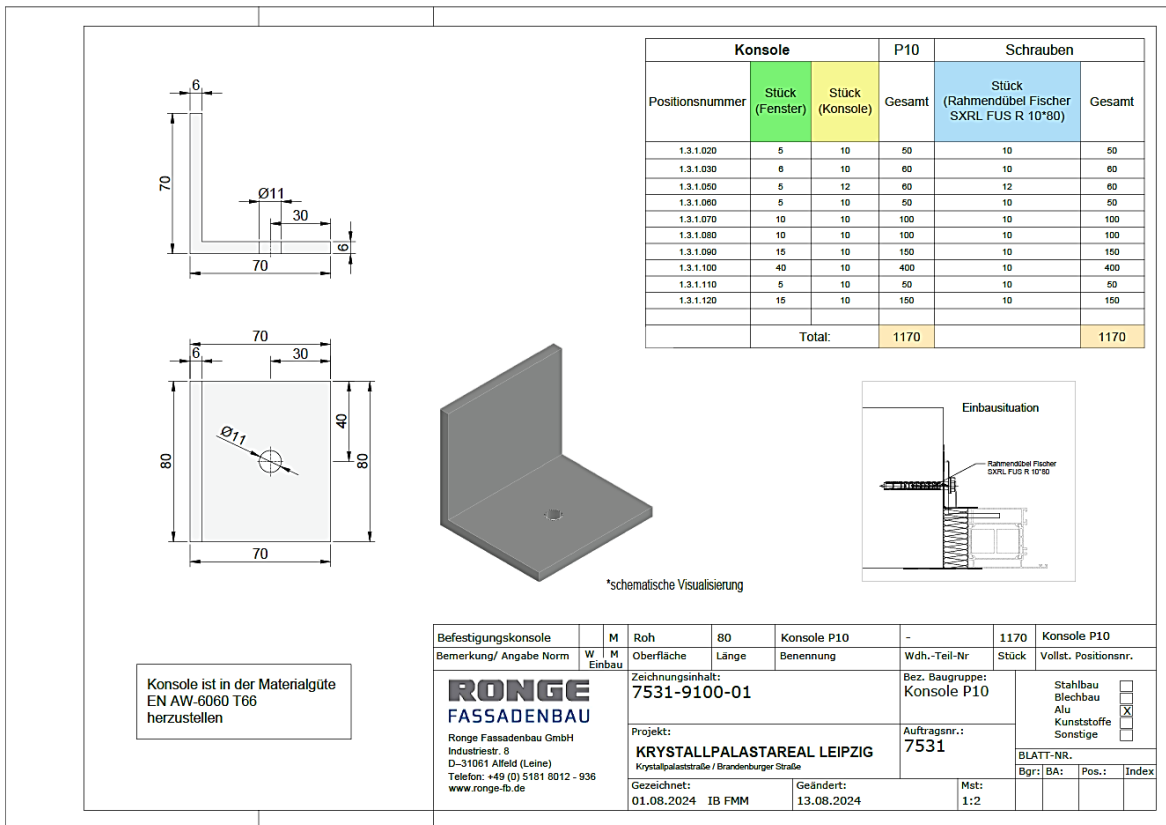 Konsole P10 Schrauben
Positionsnummer Stück (Fenster) Stück (Konsole) Gesamt Stück (Rahmendübel Fischer SXRL FUS R 10*80) Gesamt
1.3.1.020 5 10 50 10 50
1.3.1.030 6 10 60 10 60
1.3.1.050 5 12 60 12 60
1.3.1.060 5 10 50 10 50
1.3.1.070 10 10 100 10 100
1.3.1.080 10 10 100 10 100
1.3.1.090 15 10 150 10 150
1.3.1.100 40 10 400 10 400
1.3.1.110 5 10 50 10 50
1.3.1.120 15 10 150 10 150
Total: 1170 1170
6
70
Ø11
30
6
70
70
6 30
80
Ø11
40
80
70
*schematische Visualisierung
Einbausituation
Rahmendübel Fischer
SXRL FUS R 10*80
Konsole ist in der Materialgüte
EN AW-6060 T66
herzustellen
Befestigungskonsole M Roh 80 Konsole P10 - 1170 Konsole P10
Bemerkung/ Angabe Norm W M Einbau Oberfläche Länge Benennung Wdh.-Teil-Nr Stück Vollst. Positionsnr.
RONGE
FASSADENBAU
Ronge Fassadenbau GmbH
Industriestr. 8
D–31061 Alfeld (Leine)
Telefon: +49 (0) 5181 8012 - 936
www.ronge-fb.de
Zeichnungsinhalt:
7531-9100-01
Bez. Baugruppe:
Konsole P10
Projekt:
KRYSTALLPALASTAREAL LEIPZIG
Krystallpalaststraße / Brandenburger Straße
Auftragsnr.:
7531
Gezeichnet:
01.08.2024 IB FMM
Geändert:
13.08.2024
Mst:
1:2
Stahlbau
Blechbau
Alu X
Kunststoffe
Sonstige
BLATT-NR.
Bgr: BA: Pos.: Index